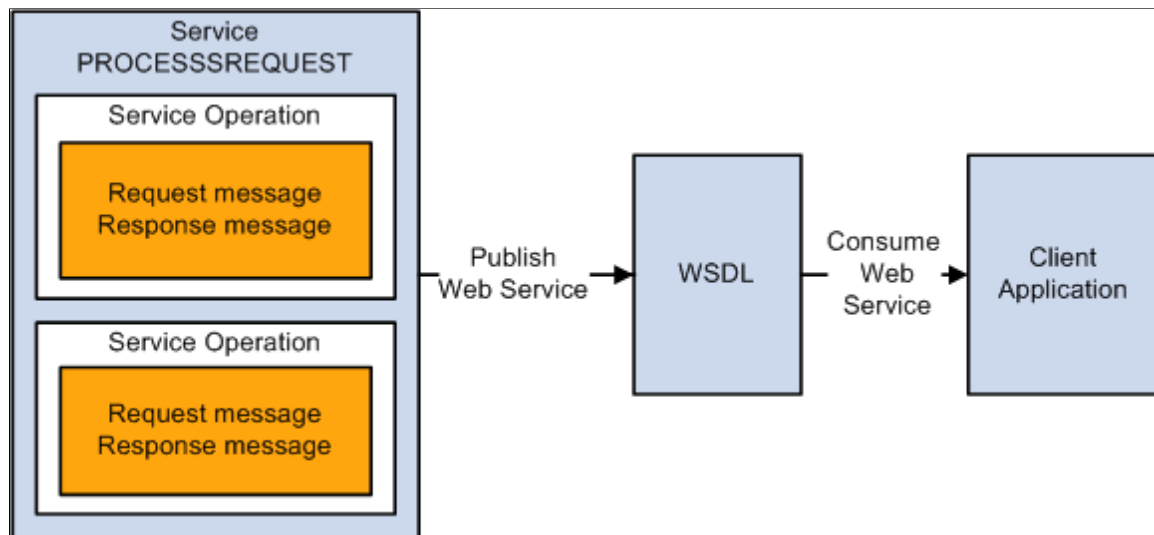 Service
PROCESSSREQUEST
Service Operation
Request message
Response message
Service Operation
Request message
Response message
Publish
Web Service
WSDL
Consume
Web
Service
Client
Application